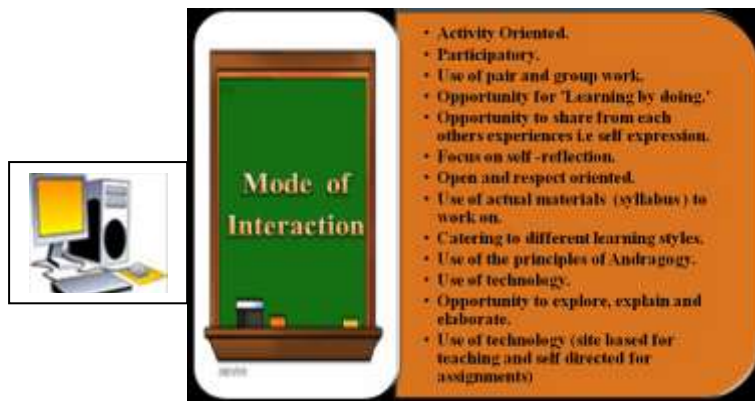 Mode of
Interaction
• Activity Oriented.
• Participatory.
• Use of pair and group work.
• Opportunity for 'Learning by doing.'
• Opportunity to share from each
others experiences i.e self expression.
• Focus on self -reflection.
• Open and respect oriented.
• Use of actual materials (syllabus) to
work on.
• Catering to different learning styles.
• Use of the principles of Andragogy.
• Use of technology.
• Opportunity to explore, explain and
elaborate.
• Use of technology (site based for
teaching and self directed for
assignments)